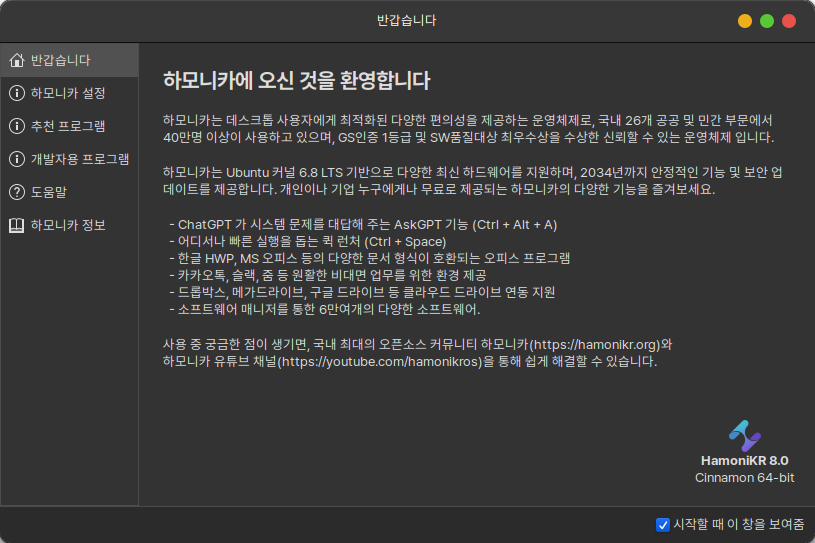 반갑습니다
반갑습니다
하모니카 설정
추천 프로그램
개발자용 프로그램
도움말
하모니카 정보
하모니카에 오신 것을 환영합니다
하모니카는 데스크톱 사용자에게 최적화된 다양한 편의성을 제공하는 운영체제로, 국내 26개 공공 및 민간 부문에서
40만명 이상이 사용하고 있으며, GS인증 1등급 및 SW품질대상 최우수상을 수상한 신뢰할 수 있는 운영체제 입니다.
하모니카는 Ubuntu 커널 6.8 LTS 기반으로 다양한 최신 하드웨어를 지원하며, 2034년까지 안정적인 기능 및 보안 업
데이트를 제공합니다. 개인이나 기업 누구에게나 무료로 제공되는 하모니카의 다양한 기능을 즐겨보세요.
- ChatGPT 가 시스템 문제를 대답해 주는 AskGPT 기능 (Ctrl + Alt + A)
- 어디서나 빠른 실행을 돕는 퀵 런처 (Ctrl + Space)
- 한글 HWP, MS 오피스 등의 다양한 문서 형식이 호환되는 오피스 프로그램
- 카카오톡, 슬랙, 줌 등 원활한 비대면 업무를 위한 환경 제공
- 드롭박스, 메가드라이브, 구글 드라이브 등 클라우드 드라이브 연동 지원
- 소프트웨어 매니저를 통한 6만여개의 다양한 소프트웨어.
사용 중 궁금한 점이 생기면, 국내 최대의 오픈소스 커뮤니티 하모니카(https://hamonikr.org)와
하모니카 유튜브 채널(https://youtube.com/hamonikros)을 통해 쉽게 해결할 수 있습니다.
HamoniKR 8.0
Cinnamon 64-bit
시작할 때 이 창을 보여줌